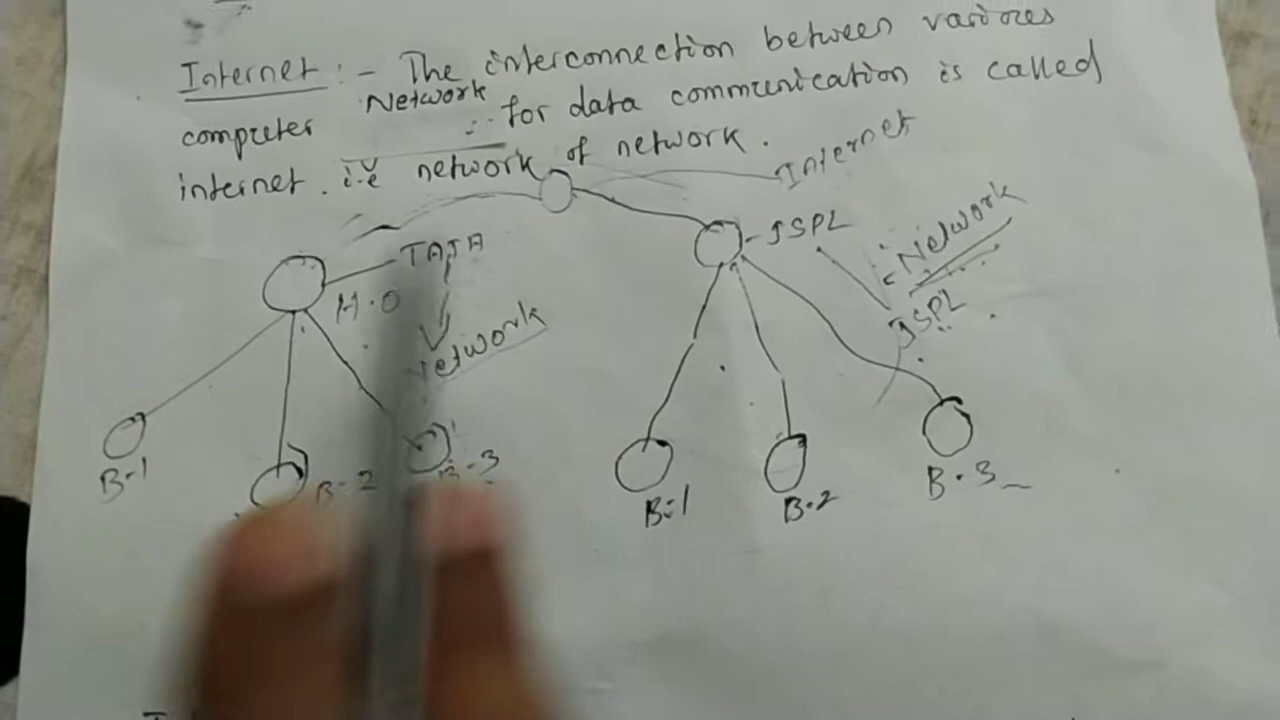 Internet :- The interconnection between various
computer Network for data communication is called
internet. i.e network of network.
Internet
TATA
H.O
JSPL
Network
JSPL
network
B-1
B-2
B-3
B-1
B-2
B-3